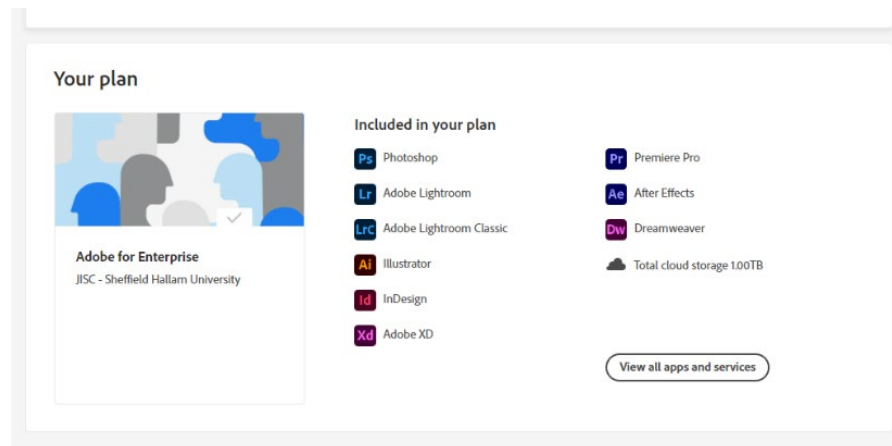 Your plan
Adobe for Enterprise
JISC - Sheffield Hallam University
Included in your plan
Ps Photoshop
Lr Adobe Lightroom
LrC Adobe Lightroom Classic
Ai Illustrator
Id InDesign
Xd Adobe XD
Pr Premiere Pro
Ae After Effects
Dw Dreamweaver
Total cloud storage 1.00TB
View all apps and services